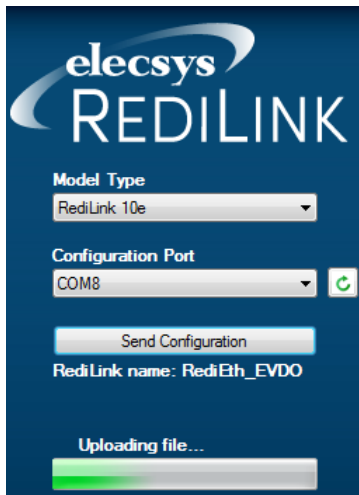 elecsys
REDILINK
Model Type
RediLink 10e
Configuration Port
COM8
Send Configuration
RediLink name: RediEth_EVDO
Uploading file...